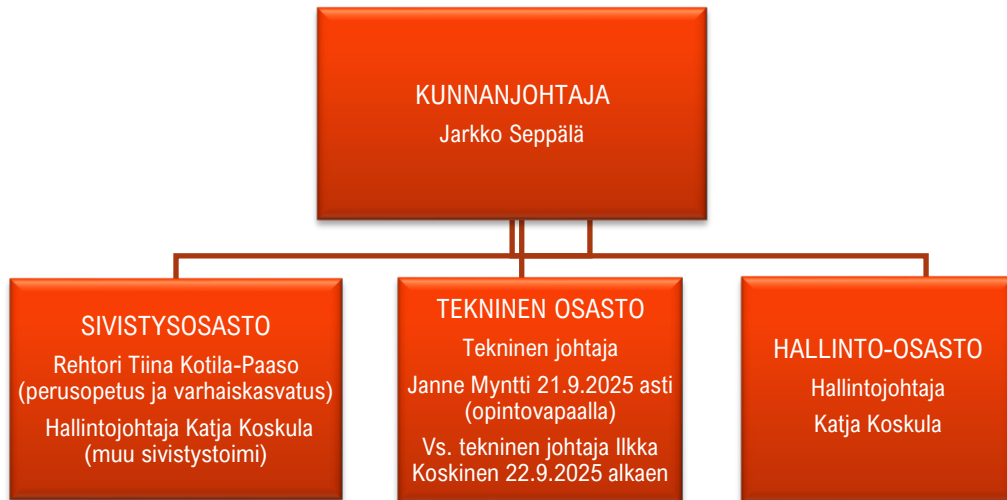 KUNNANJOHTAJA
Jarkko Seppälä
SIVISTYSOSASTO
Rehtori Tiina Kotila-Paaso
(perusopetus ja varhaiskasvatus)
Hallintojohtaja Katja Koskula
(muu sivistystoimi)
TEKNINEN OSASTO
Tekninen johtaja
Janne Myntti 21.9.2025 asti
(opintovapaalla)
Vs. tekninen johtaja Ilkka
Koskinen 22.9.2025 alkaen
HALLINTO-OSASTO
Hallintojohtaja
Katja Koskula